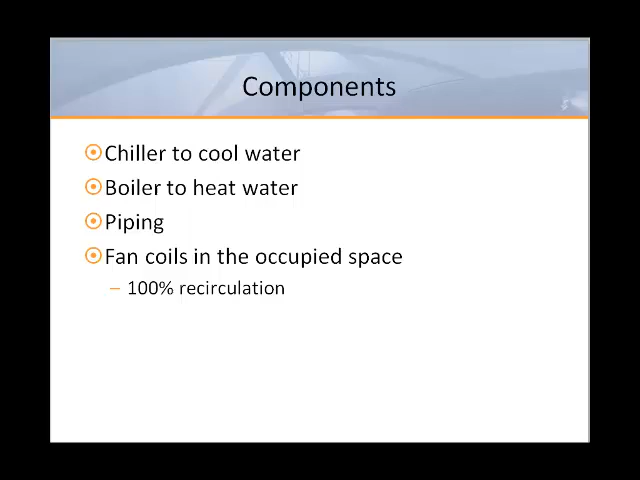 Components
Chiller to cool water
Boiler to heat water
Piping
Fan coils in the occupied space
– 100% recirculation